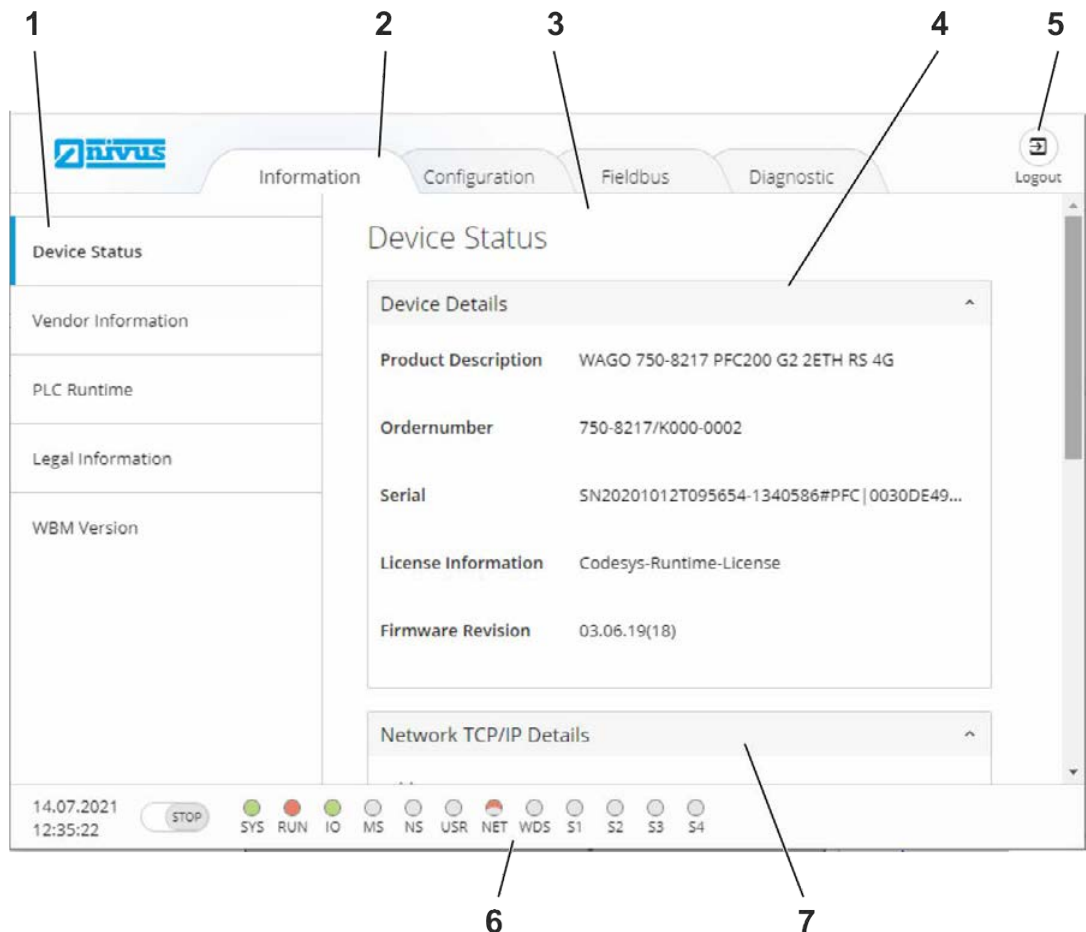 1 2 3 4 5
nivus
Information Configuration Fieldbus Diagnostic Logout
Device Status
Vendor Information
PLC Runtime
Legal Information
WBM Version
Device Status
Device Details
Product Description WAGO 750-8217 PFC200 G2 2ETH RS 4G
Ordernumber 750-8217/K000-0002
Serial SN20201012T095654-1340586#PFC|0030DE49...
License Information Codesys-Runtime-License
Firmware Revision 03.06.19(18)
Network TCP/IP Details
14.07.2021
12:35:22
STOP
SYS RUN IO MS NS USR NET WDS S1 S2 S3 S4
6 7